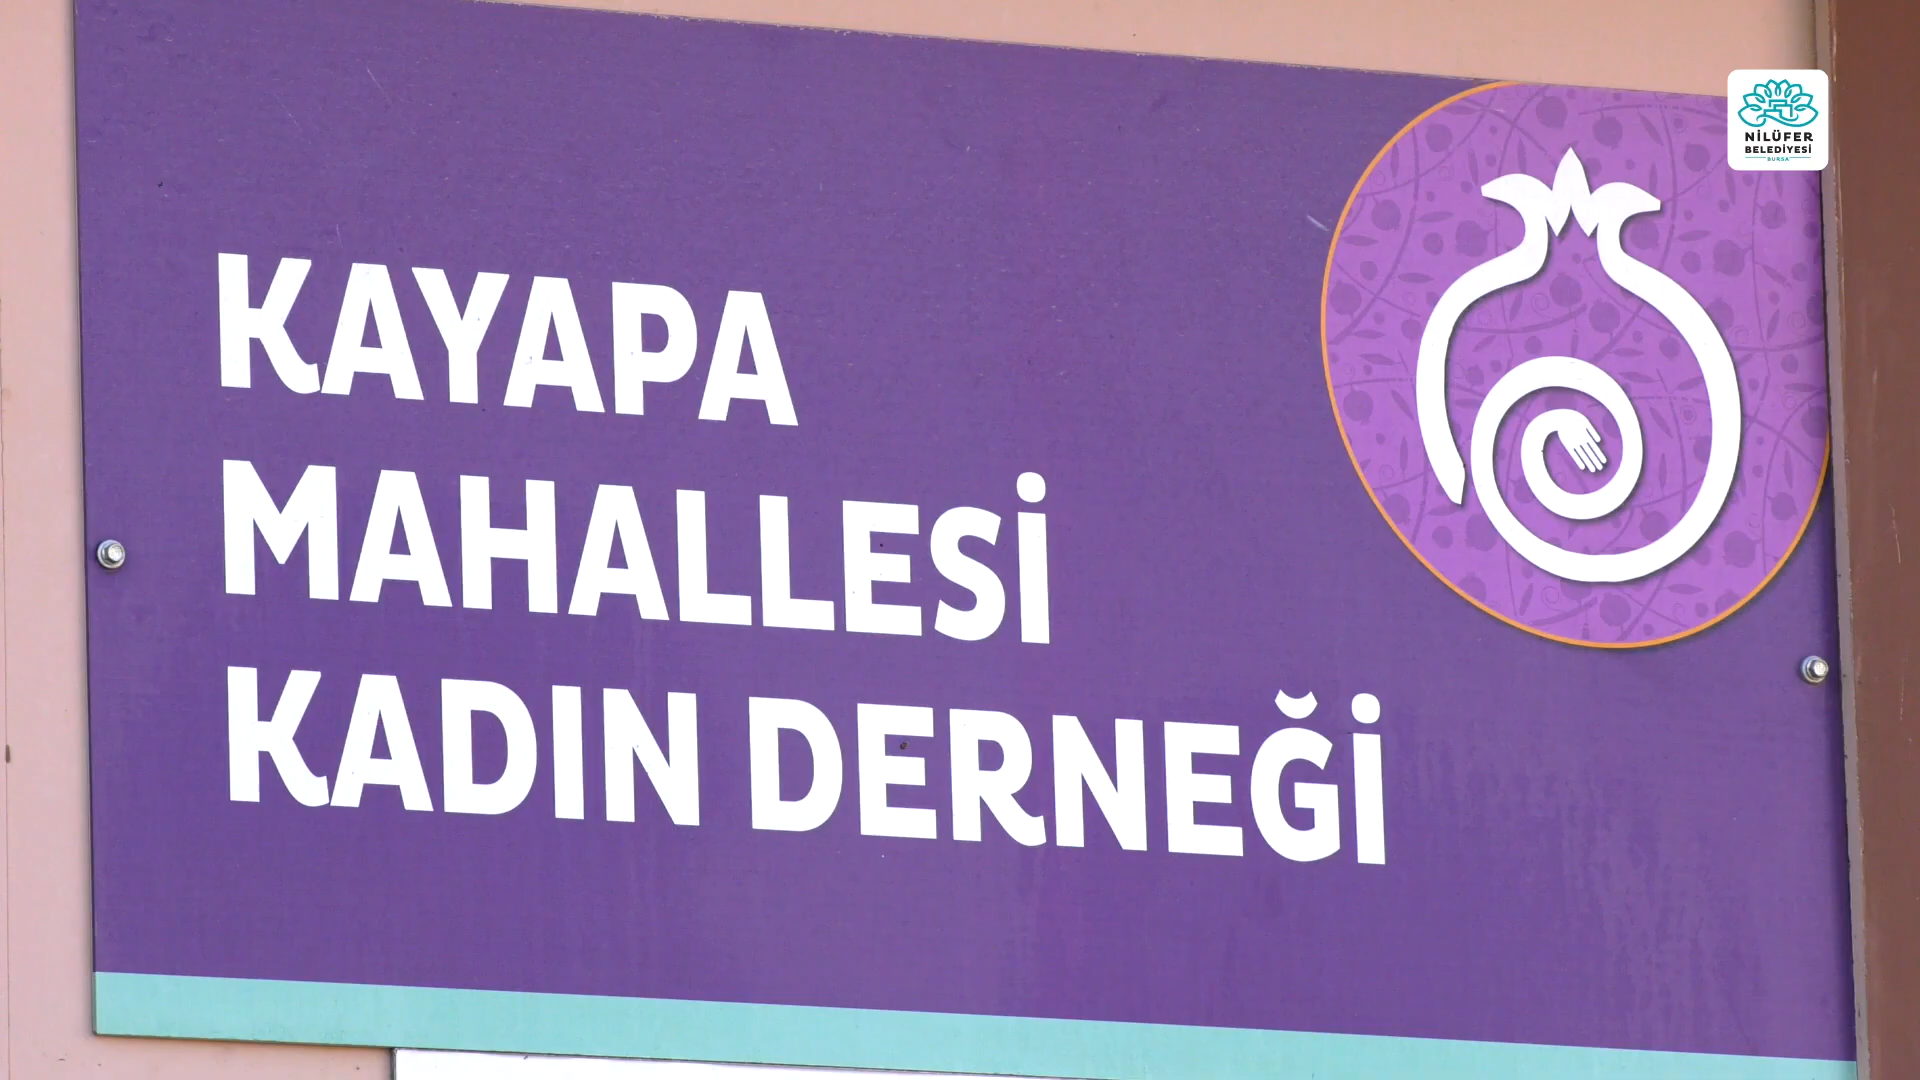 KAYAPA
MAHALLESİ
KADIN DERNEĞİ
NİLÜFER
BELEDİYESİ
BURSA